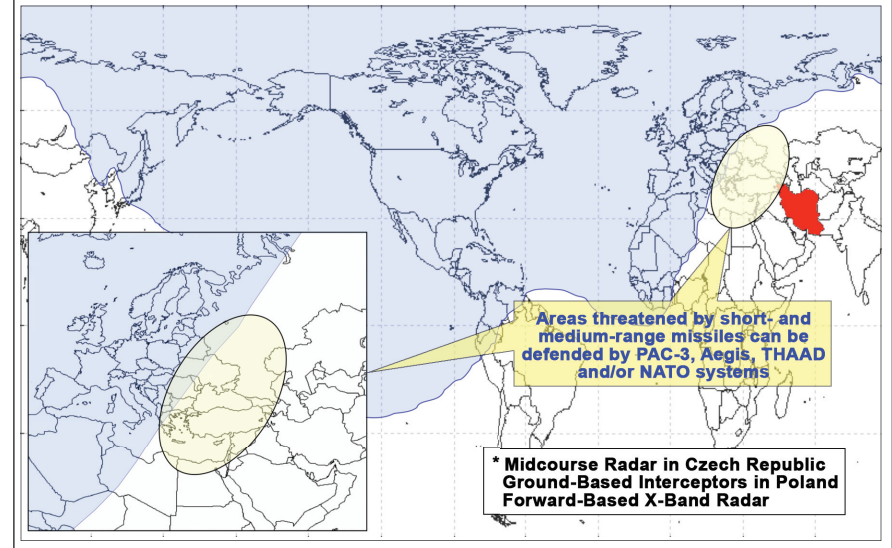 Areas threatened by short- and
medium-range missiles can be
defended by PAC-3, Aegis, THAAD
and/or NATO systems
* Midcourse Radar in Czech Republic
Ground-Based Interceptors in Poland
Forward-Based X-Band Radar